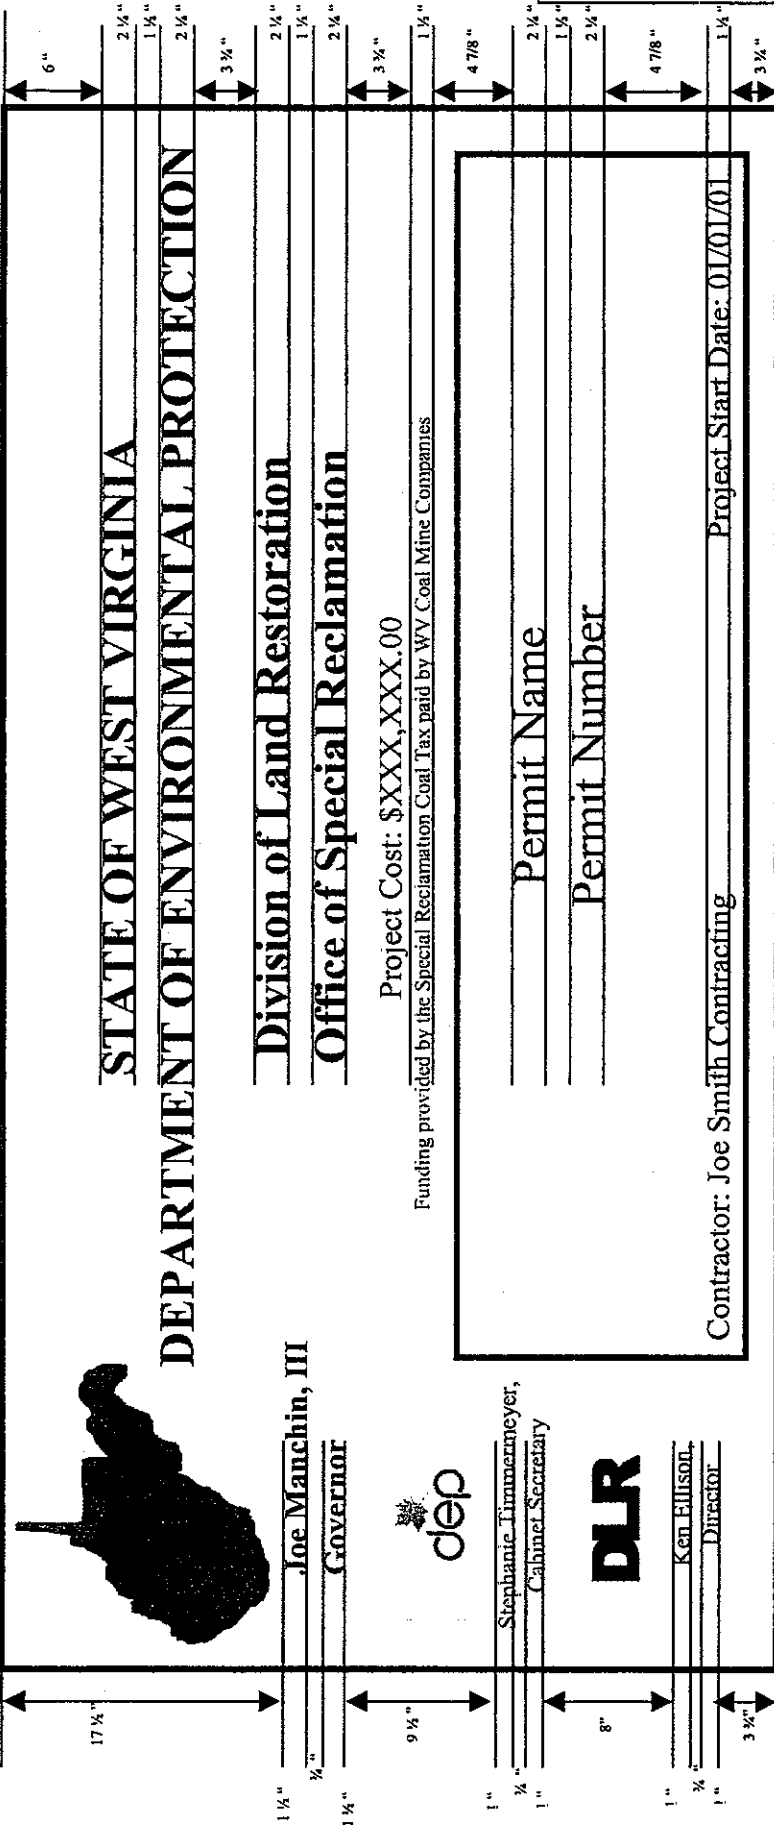 STATE OF WEST VIRGINIA
DEPARTMENT OF ENVIRONMENTAL PROTECTION
Division of Land Restoration
Office of Special Reclamation
Project Cost: $XXX,XXX.00
Funding provided by the Special Reclamation Coal Tax paid by WV Coal Mine Companies
Permit Name
Permit Number
Contractor: Joe Smith Contracting Project Start Date: 01/01/01
Joe Manchin, III
Governor
dep
Stephanie Timmermeyer,
Cabinet Secretary
DLR
Ken Ellison,
Director
17 ½"
1 ½"
¾"
1 ½"
9 ½"
1"
¾"
1"
8"
1"
¾"
1"
3 ¾"
6"
2 ¼"
1 ½"
2 ¼"
3 ¾"
2 ¼"
1 ½"
2 ¼"
3 ¾"
1 ½"
4 7/8"
2 ¼"
1 ½"
2 ¼"
4 7/8"
1 ½"
3 ¾"